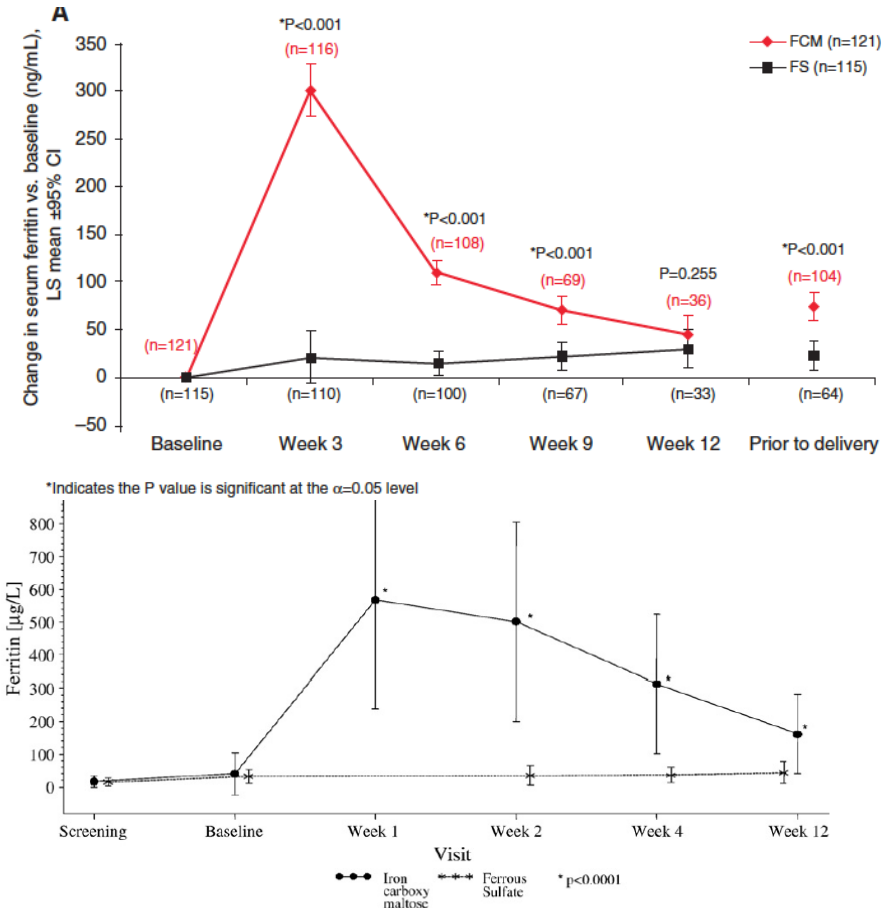 A
*P<0.001
(n=116)
FCM (n=121)
FS (n=115)
Change in serum ferritin vs. baseline (ng/mL),
LS mean ±95% CI
350
300
250
200
150
100
50
0
–50
*P<0.001
(n=108)
*P<0.001
(n=69)
P=0.255
(n=36)
*P<0.001
(n=104)
(n=121)
(n=115)
(n=110)
(n=100)
(n=67)
(n=33)
(n=64)
Baseline
Week 3
Week 6
Week 9
Week 12
Prior to delivery
*Indicates the P value is significant at the α=0.05 level
Ferritin [µg/L]
800
700
600
500
400
300
200
100
0
*
*
*
*
Screening
Baseline
Week 1
Week 2
Week 4
Week 12
Visit
Iron
carboxy
maltose
Ferrous
Sulfate
* p<0.0001